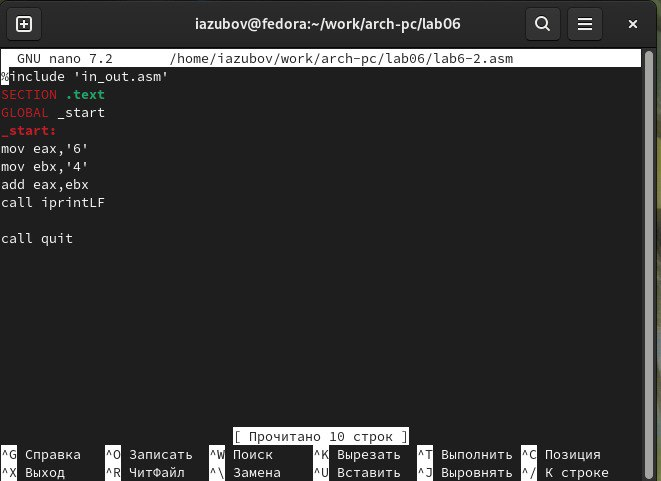 iazubov@fedora:~/work/arch-pc/lab06
GNU nano 7.2 /home/iazubov/work/arch-pc/lab06/lab6-2.asm
%include 'in_out.asm'
SECTION .text
GLOBAL _start
_start:
mov eax,'6'
mov ebx,'4'
add eax,ebx
call iprintLF
call quit
[ Прочитано 10 строк ]
^G Справка ^O Записать ^W Поиск ^K Вырезать ^T Выполнить ^C Позиция
^X Выход ^R ЧитФайл ^\ Замена ^U Вставить ^J Выровнять ^/ К строке